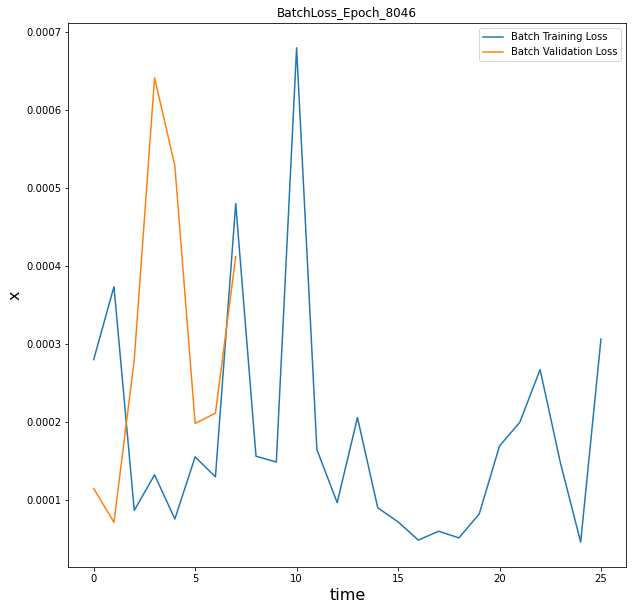 BatchLoss_Epoch_8046
Batch Training Loss
Batch Validation Loss
0.0007
0.0006
0.0005
0.0004
0.0003
0.0002
0.0001
x
0 5 10 15 20 25
time